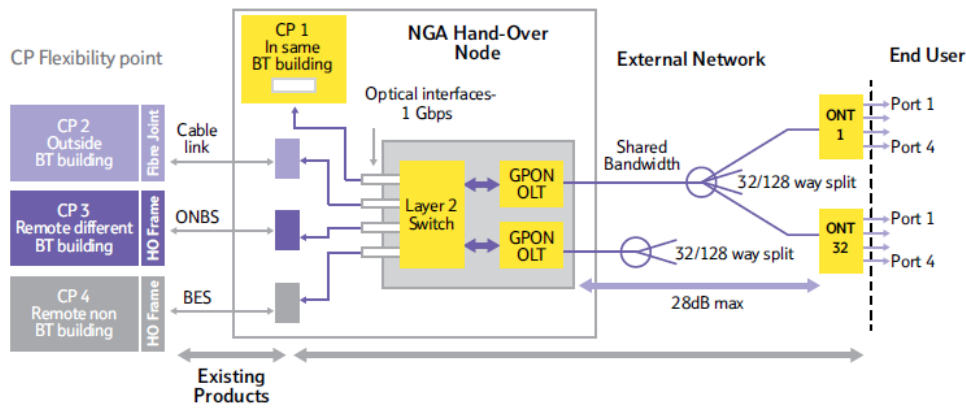 CP Flexibility point
CP 1
In same
BT building
NGA Hand-Over
Node
External Network
End User
Optical interfaces-
1 Gbps
CP 2
Outside
BT building
Fibre Joint
Cable
link
CP 3
Remote different
BT building
HO Frame
ONBS
CP 4
Remote non
BT building
HO Frame
BES
Layer 2
Switch
GPON
OLT
GPON
OLT
Shared
Bandwidth
32/128 way split
32/128 way split
28dB max
ONT
1
Port 1
Port 4
ONT
32
Port 1
Port 4
Existing
Products